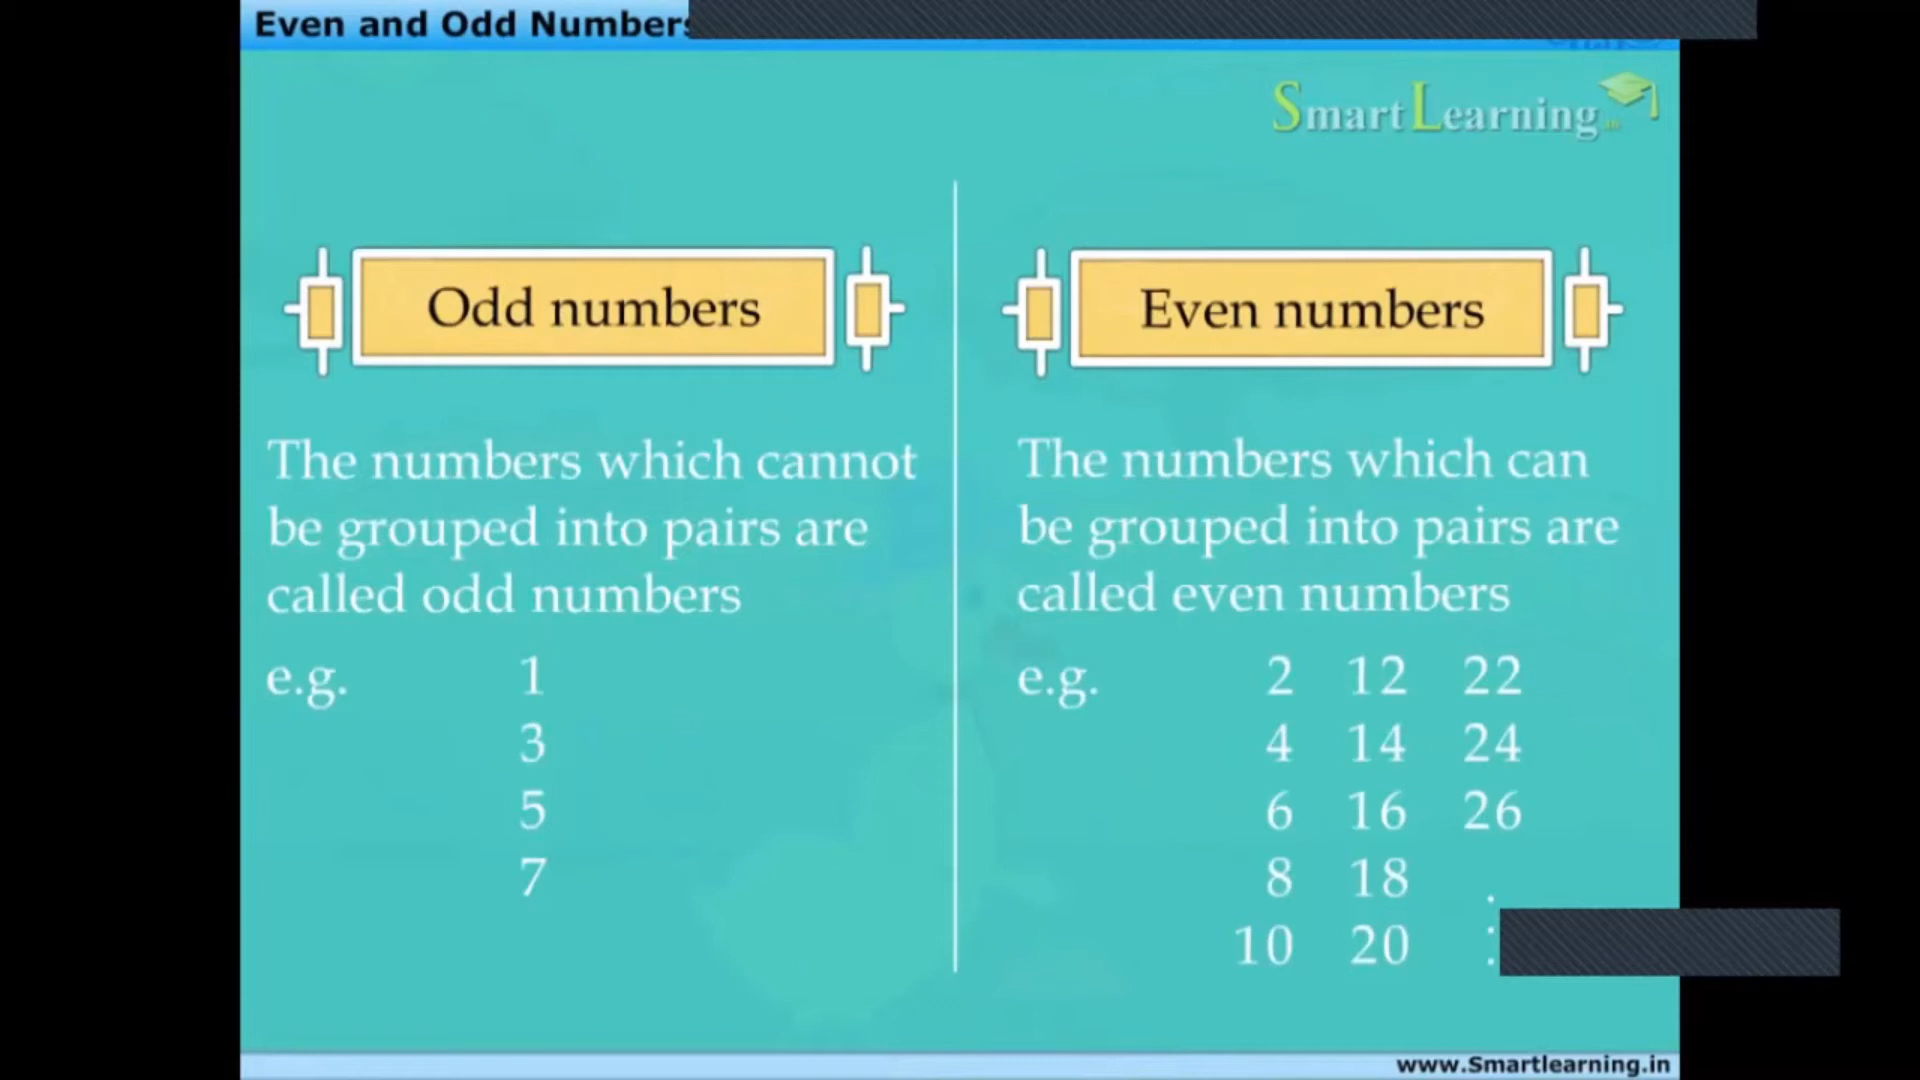 Even and Odd Numbers
SmartLearning.in
Odd numbers
The numbers which cannot
be grouped into pairs are
called odd numbers
e.g. 1
3
5
7
Even numbers
The numbers which can
be grouped into pairs are
called even numbers
e.g. 2 12 22
4 14 24
6 16 26
8 18 .
10 20 :
www.Smartlearning.in